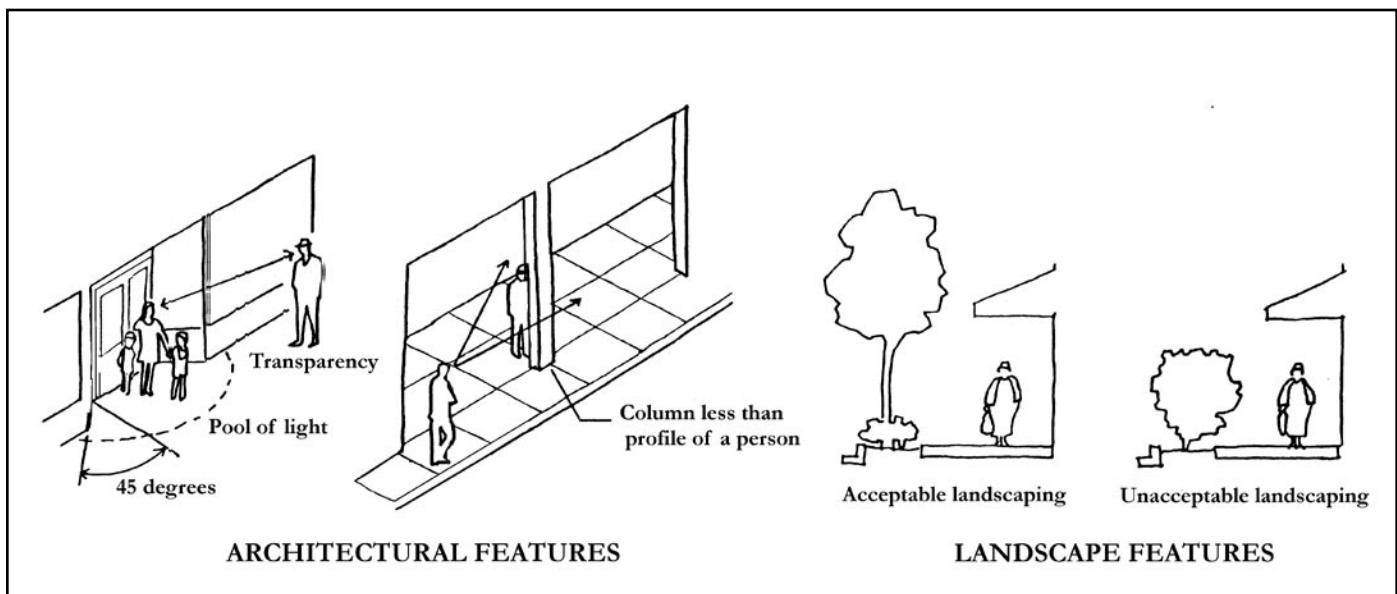 Transparency
Pool of light
45 degrees
Column less than
profile of a person
ARCHITECTURAL FEATURES
Acceptable landscaping
Unacceptable landscaping
LANDSCAPE FEATURES